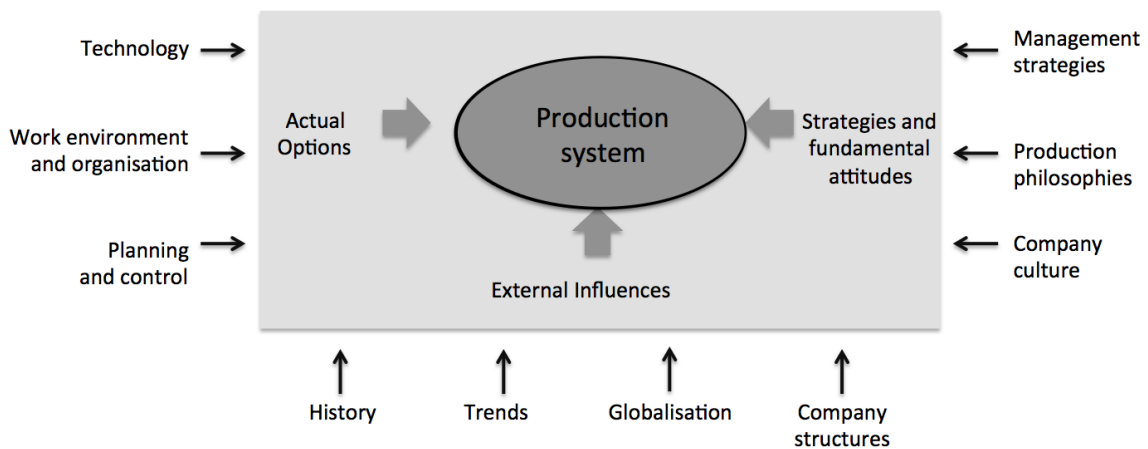 Technology
Work environment
and organisation
Planning
and control
Actual
Options
Production
system
Strategies and
fundamental
attitudes
External Influences
Management
strategies
Production
philosophies
Company
culture
History
Trends
Globalisation
Company
structures